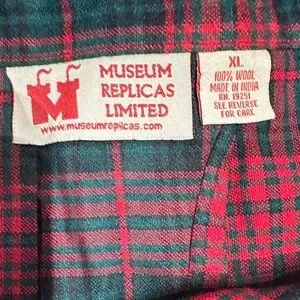 MUSEUM
REPLICAS
LIMITED
www.museumreplicas.com
XL
100% WOOL
MADE IN INDIA
RN. 19251
SEE REVERSE
FOR CARE